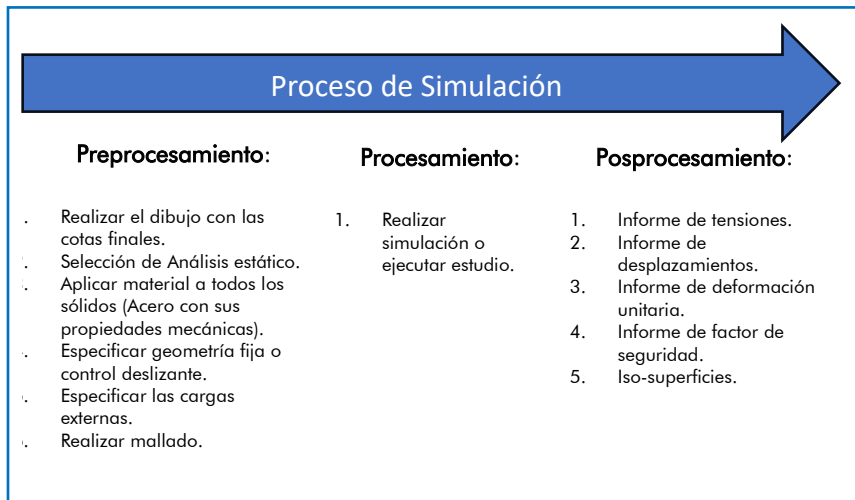 Proceso de Simulación
Preprocesamiento:
. Realizar el dibujo con las
cotas finales.
. Selección de Análisis estático.
. Aplicar material a todos los
sólidos (Acero con sus
propiedades mecánicas).
. Especificar geometría fija o
control deslizante.
. Especificar las cargas
externas.
. Realizar mallado.
Procesamiento:
1. Realizar
simulación o
ejecutar estudio.
Posprocesamiento:
1. Informe de tensiones.
2. Informe de
desplazamientos.
3. Informe de deformación
unitaria.
4. Informe de factor de
seguridad.
5. Iso-superficies.